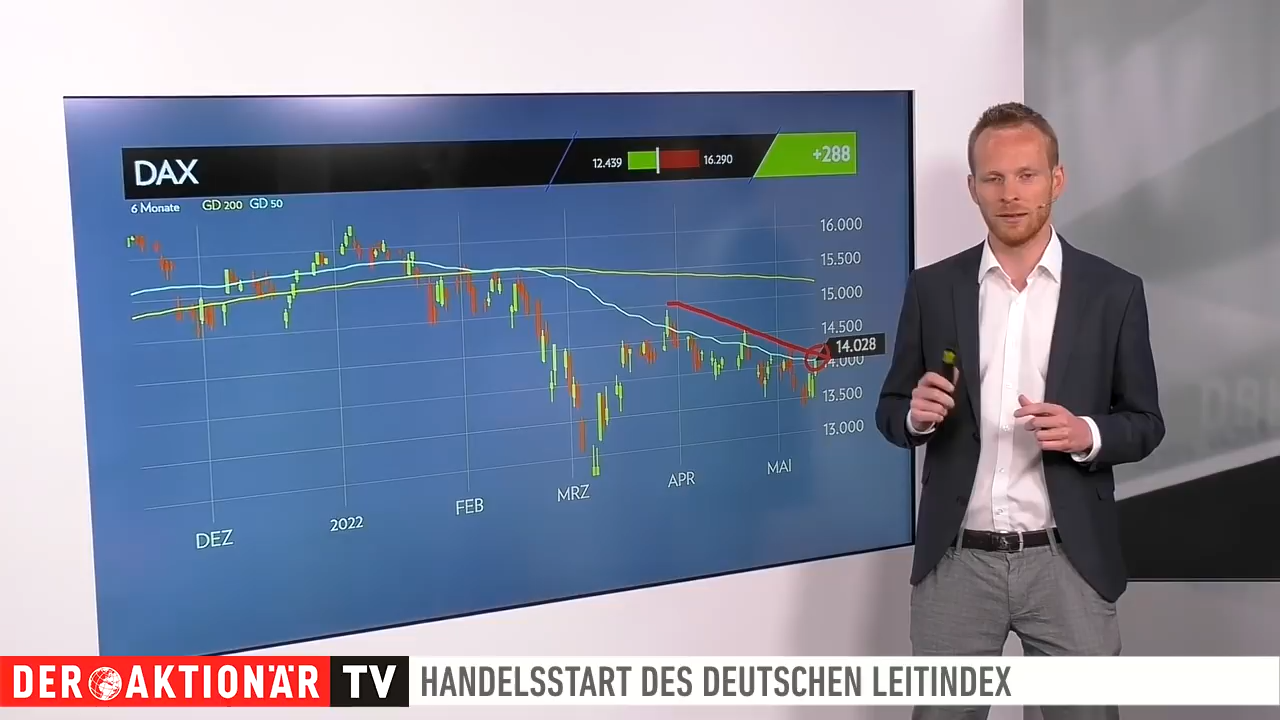 DAX
12.439
16.290
+288
6 Monate GD 200 GD 50
16.000
15.500
15.000
14.500
14.028
14.000
13.500
13.000
DEZ
2022
FEB
MRZ
APR
MAI
DER AKTIONÄR TV
HANDELSSTART DES DEUTSCHEN LEITINDEX